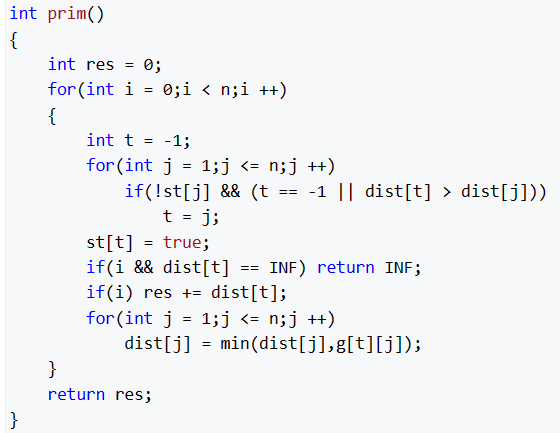 int prim()
{
    int res = 0;
    for(int i = 0;i < n;i ++)
    {
        int t = -1;
        for(int j = 1;j <= n;j ++)
            if(!st[j] && (t == -1 || dist[t] > dist[j]))
                t = j;
        st[t] = true;
        if(i && dist[t] == INF) return INF;
        if(i) res += dist[t];
        for(int j = 1;j <= n;j ++)
            dist[j] = min(dist[j],g[t][j]);
    }
    return res;
}